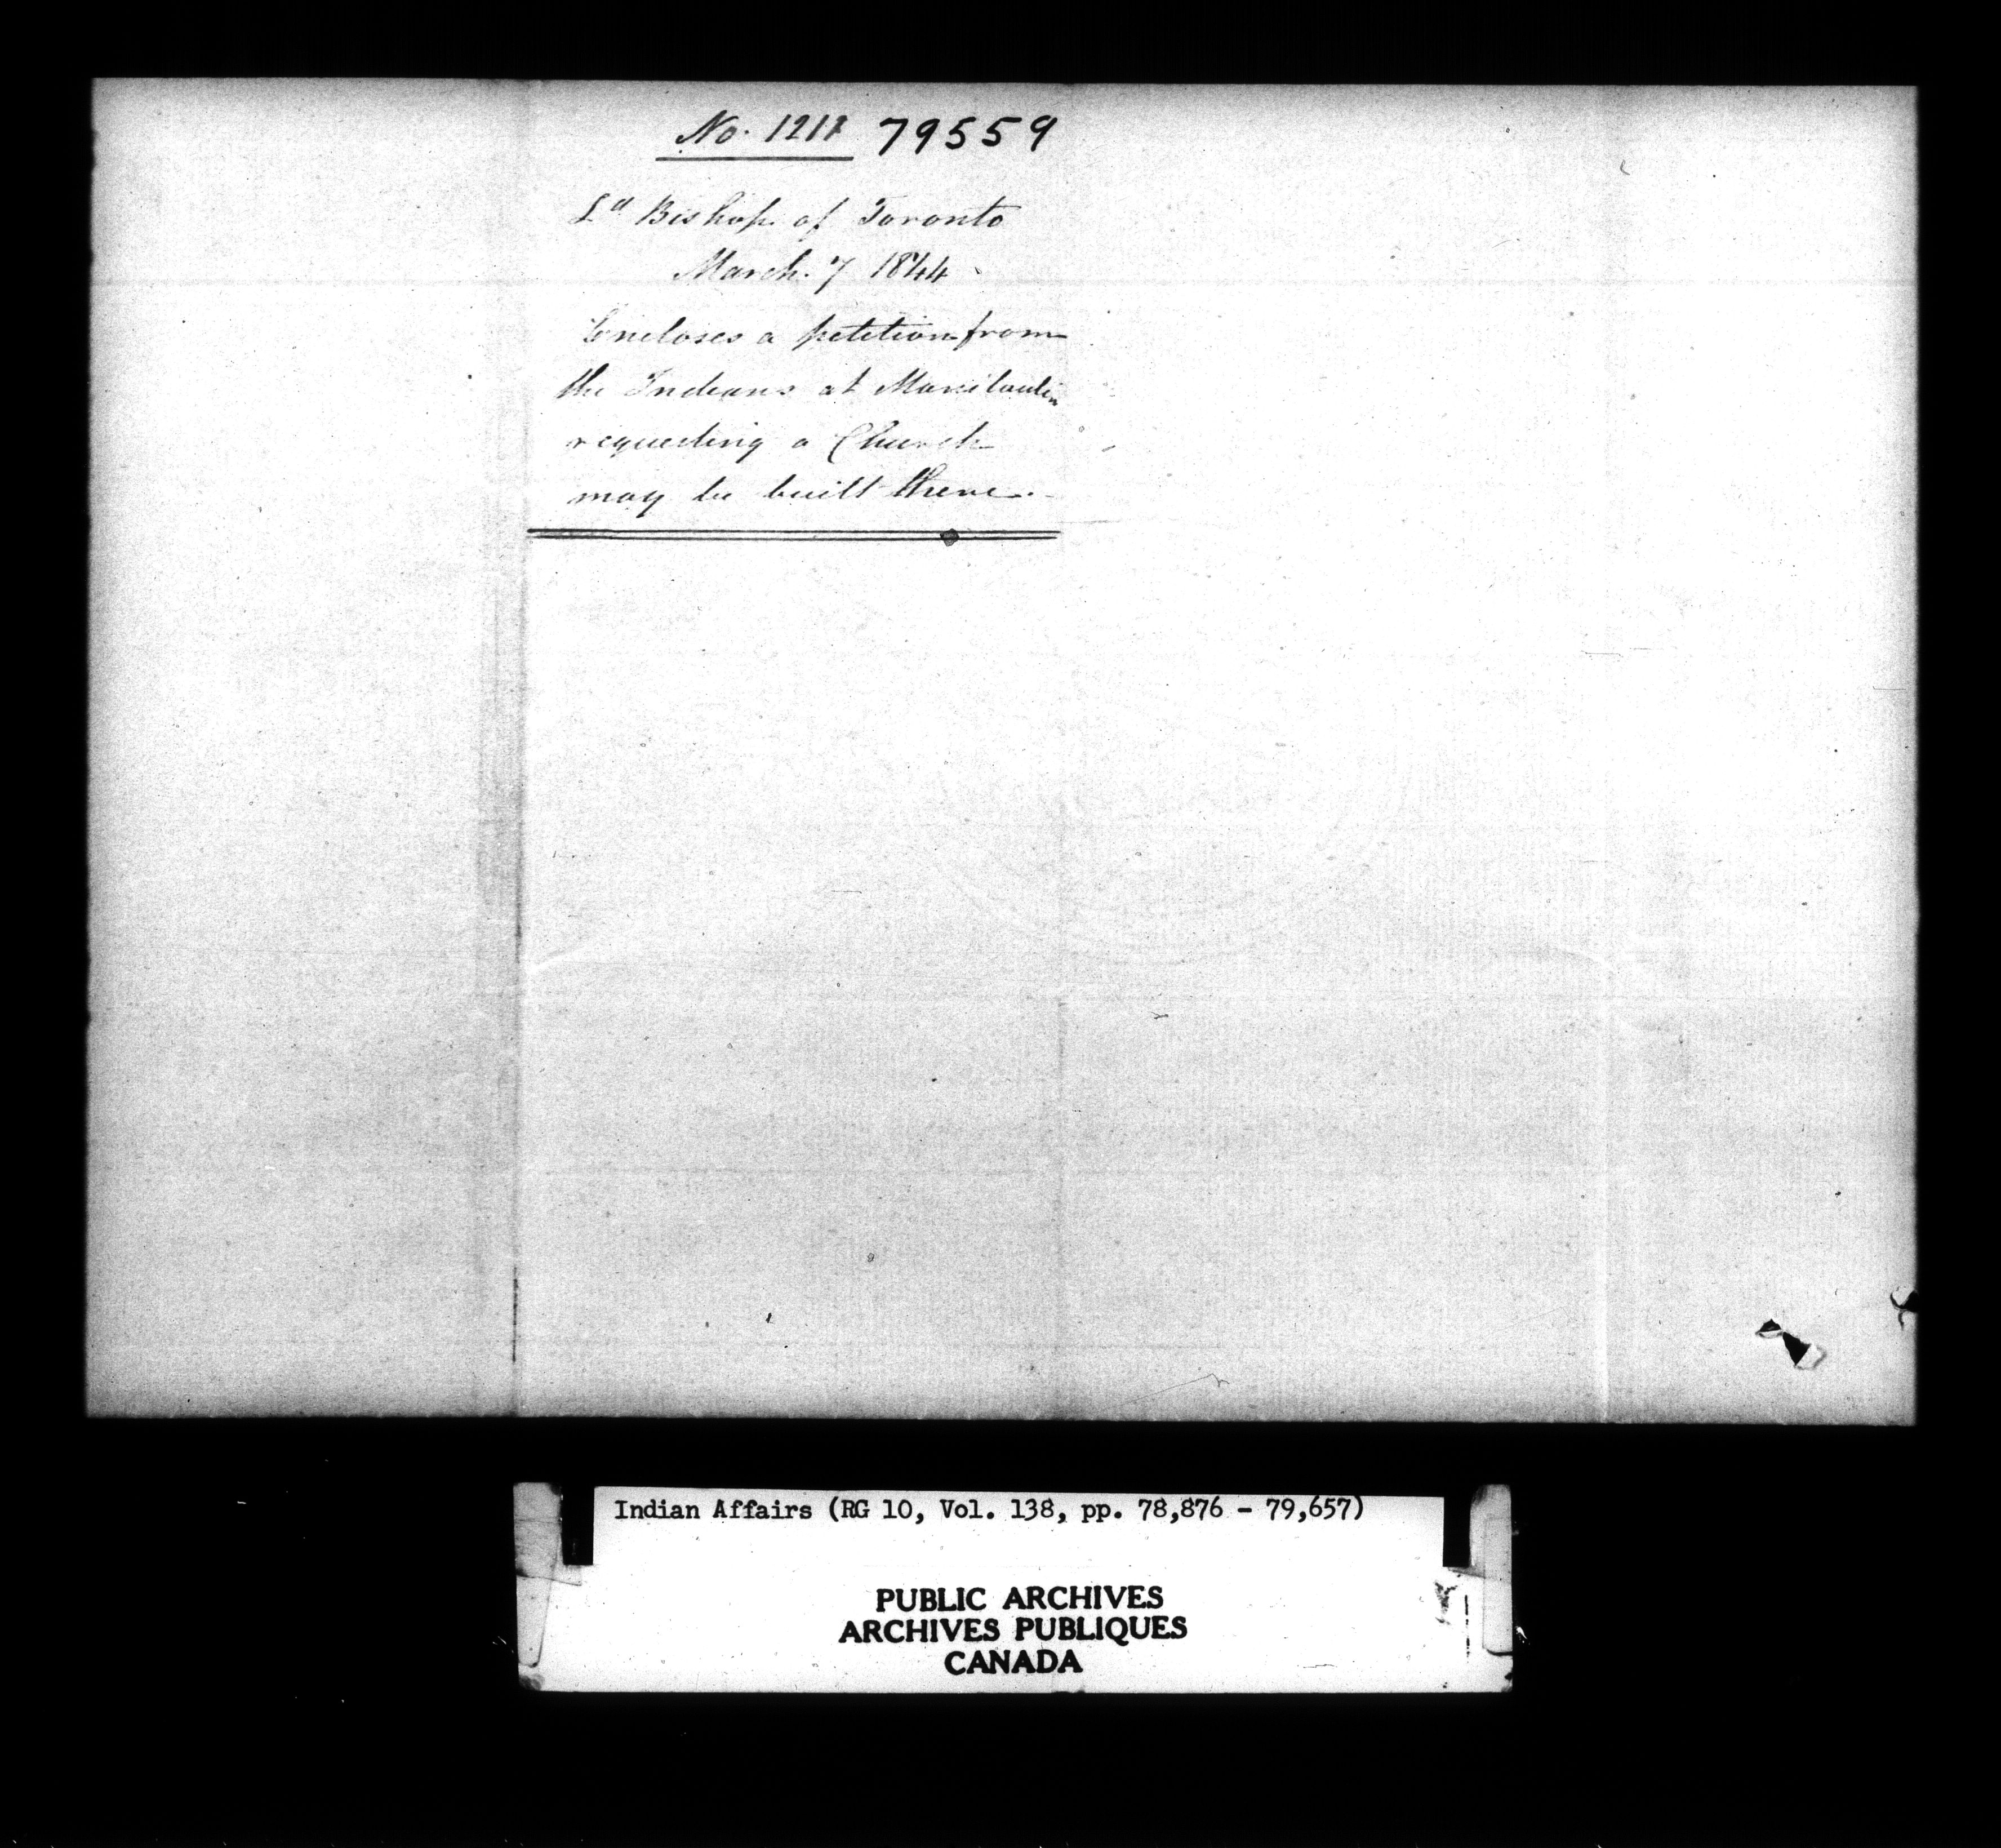 No. 1211 79559
Ld Bishop of Toronto
March. 7 1844
Encloses a petition from
the Indians at Manitoulin
requesting a Church
may be built there.
Indian Affairs (RG 10, Vol. 138, pp. 78,876 - 79,657)
PUBLIC ARCHIVES
ARCHIVES PUBLIQUES
CANADA